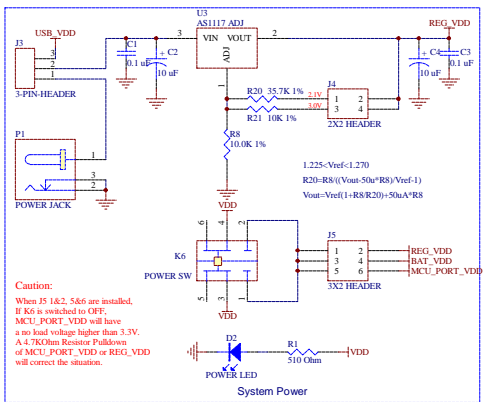 U3
AS1117 ADJ
J3
USB_VDD
REG_VDD
C1
0.1 uF
C2
10 uF
3
VIN
VOUT
ADJ
2
1
C4
10 uF
C3
0.1 uF
3
2
1
3-PIN-HEADER
R20 35.7K 1%
2.1V
R21 10K 1%
3.0V
J4
1 2
3 4
2X2 HEADER
P1
1
3
2
POWER JACK
R8
10.0K 1%
1.225<Vref<1.270
R20=R8/((Vout-50u*R8)/Vref-1)
Vout=Vref(1+R8/R20)+50uA*R8
VDD
6 4 2
K6
POWER SW
5 3 1
VDD
J5
1 2
3 4
5 6
3X2 HEADER
REG_VDD
BAT_VDD
MCU_PORT_VDD
Caution:
When J5 1&2, 5&6 are installed,
If K6 is switched to OFF,
MCU_PORT_VDD will have
a no load voltage higher than 3.3V.
A 4.7KOhm Resistor Pulldown
of MCU_PORT_VDD or REG_VDD
will correct the situation.
D2
POWER LED
R1
510 Ohm
VDD
System Power